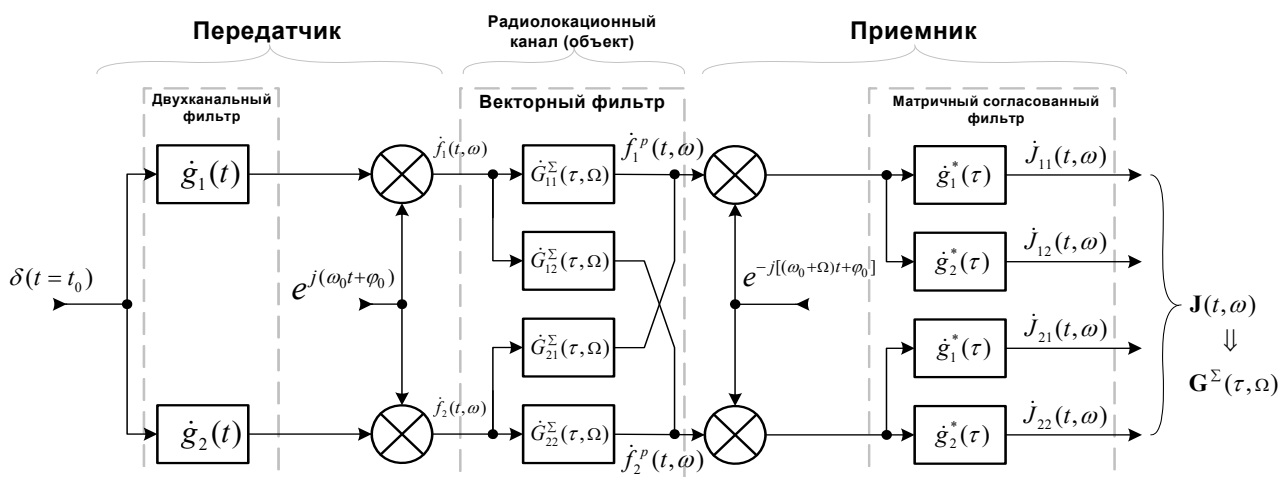 Передатчик
Радиолокационный
канал (объект)
Приемник
Двухканальный
фильтр
Векторный фильтр
Матричный согласованный
фильтр
ġ₁(t)
ḟ₁(t,ω)
Ġ₁₁^Σ(τ,Ω)
ḟ₁^p(t,ω)
ġ₁^*(τ)
J̇₁₁(t,ω)
Ġ₁₂^Σ(τ,Ω)
ġ₂^*(τ)
J̇₁₂(t,ω)
δ(t = t₀)
e^{j(ω₀t+φ₀)}
e^{−j[(ω₀+Ω)t+φ₀]}
J(t,ω)
⇓
G^Σ(τ,Ω)
Ġ₂₁^Σ(τ,Ω)
ġ₁^*(τ)
J̇₂₁(t,ω)
ġ₂(t)
ḟ₂(t,ω)
Ġ₂₂^Σ(τ,Ω)
ḟ₂^p(t,ω)
ġ₂^*(τ)
J̇₂₂(t,ω)